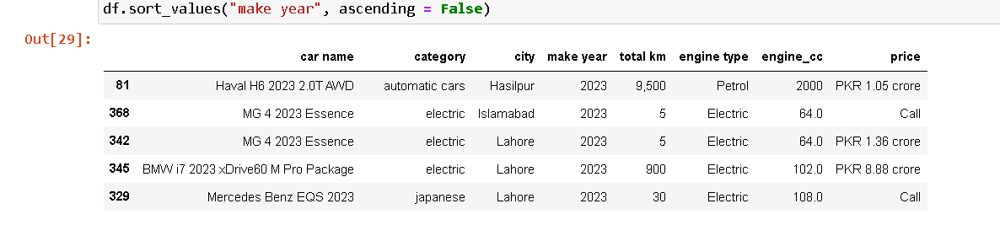 df.sort_values("make year", ascending = False)
Out[29]:
car name category city make year total km engine type engine_cc price
81 Haval H6 2023 2.0T AWD automatic cars Hasilpur 2023 9,500 Petrol 2000 PKR 1.05 crore
368 MG 4 2023 Essence electric Islamabad 2023 5 Electric 64.0 Call
342 MG 4 2023 Essence electric Lahore 2023 5 Electric 64.0 PKR 1.36 crore
345 BMW i7 2023 xDrive60 M Pro Package electric Lahore 2023 900 Electric 102.0 PKR 8.88 crore
329 Mercedes Benz EQS 2023 japanese Lahore 2023 30 Electric 108.0 Call